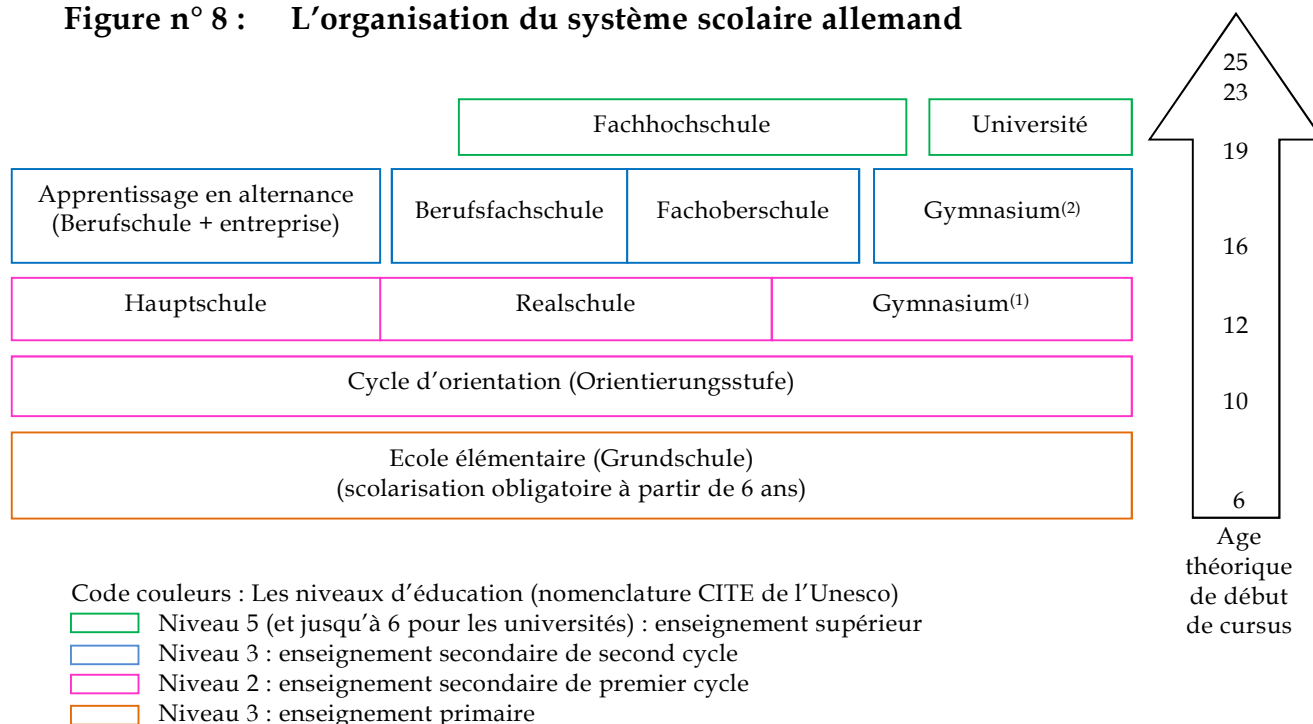 Figure n° 8 : L'organisation du système scolaire allemand
25
23
Fachhochschule
Université
19
Apprentissage en alternance
(Berufschule + entreprise)
Berufsfachschule
Fachoberschule
Gymnasium(2)
16
Hauptschule
Realschule
Gymnasium(1)
12
Cycle d'orientation (Orientierungsstufe)
10
Ecole élémentaire (Grundschule)
(scolarisation obligatoire à partir de 6 ans)
6
Age
théorique
de début
de cursus
Code couleurs : Les niveaux d'éducation (nomenclature CITE de l'Unesco)
Niveau 5 (et jusqu'à 6 pour les universités) : enseignement supérieur
Niveau 3 : enseignement secondaire de second cycle
Niveau 2 : enseignement secondaire de premier cycle
Niveau 3 : enseignement primaire